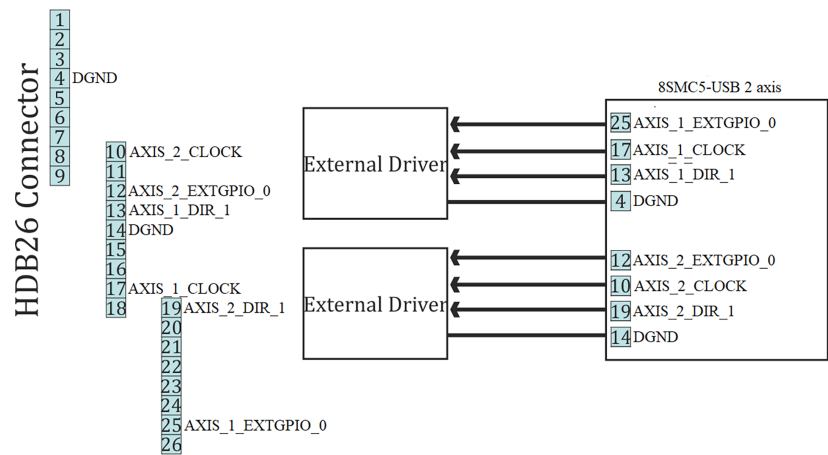 HDB26 Connector
1
2
3
4 DGND
5
6
7
8
9
10 AXIS_2_CLOCK
11
12 AXIS_2_EXTGPIO_0
13 AXIS_1_DIR_1
14 DGND
15
16
17 AXIS_1_CLOCK
18
19 AXIS_2_DIR_1
20
21
22
23
24
25 AXIS_1_EXTGPIO_0
26
External Driver
External Driver
8SMC5-USB 2 axis
25 AXIS_1_EXTGPIO_0
17 AXIS_1_CLOCK
13 AXIS_1_DIR_1
4 DGND
12 AXIS_2_EXTGPIO_0
10 AXIS_2_CLOCK
19 AXIS_2_DIR_1
14 DGND